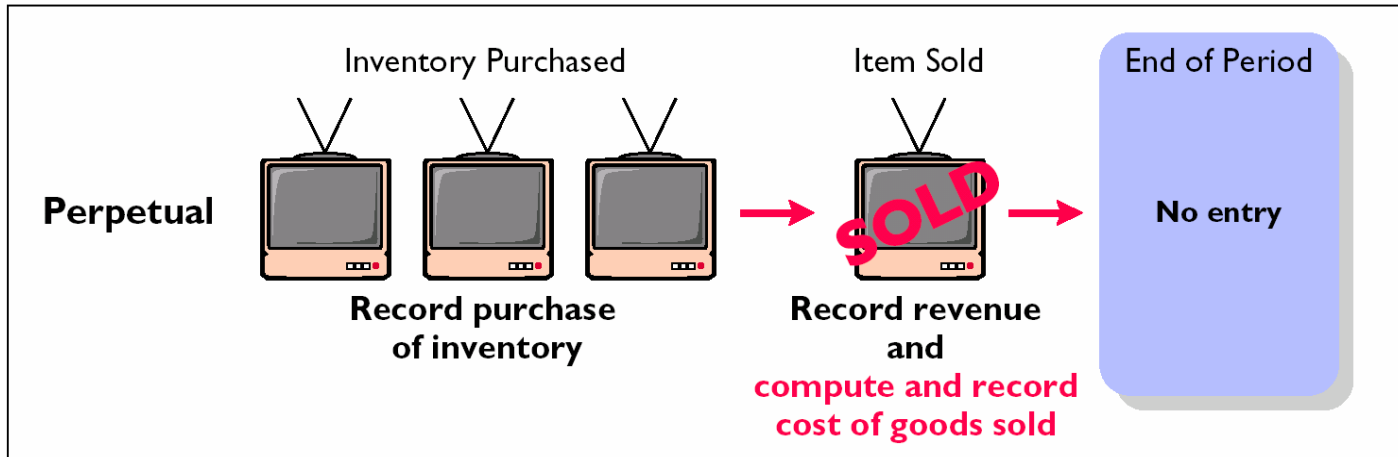 Inventory Purchased
Item Sold
End of Period
Perpetual
SOLD
No entry
Record purchase
of inventory
Record revenue
and
compute and record
cost of goods sold